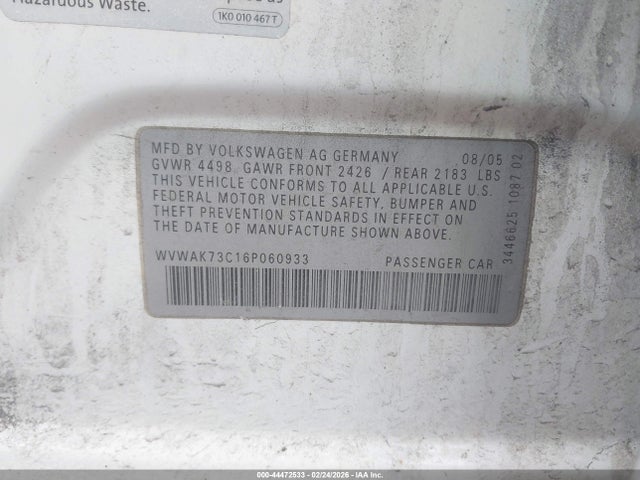 Hazardous Waste.
1K0 010 467 T
MFD BY VOLKSWAGEN AG GERMANY 08/05
GVWR 4498 GAWR FRONT 2426 / REAR 2183 LBS
THIS VEHICLE CONFORMS TO ALL APPLICABLE U.S.
FEDERAL MOTOR VEHICLE SAFETY, BUMPER AND
THEFT PREVENTION STANDARDS IN EFFECT ON
THE DATE OF MANUFACTURE SHOWN ABOVE.
WVWAK73C16P060933 PASSENGER CAR
3446625 1087 02
000-44472533 - 02/24/2026 - IAA Inc.